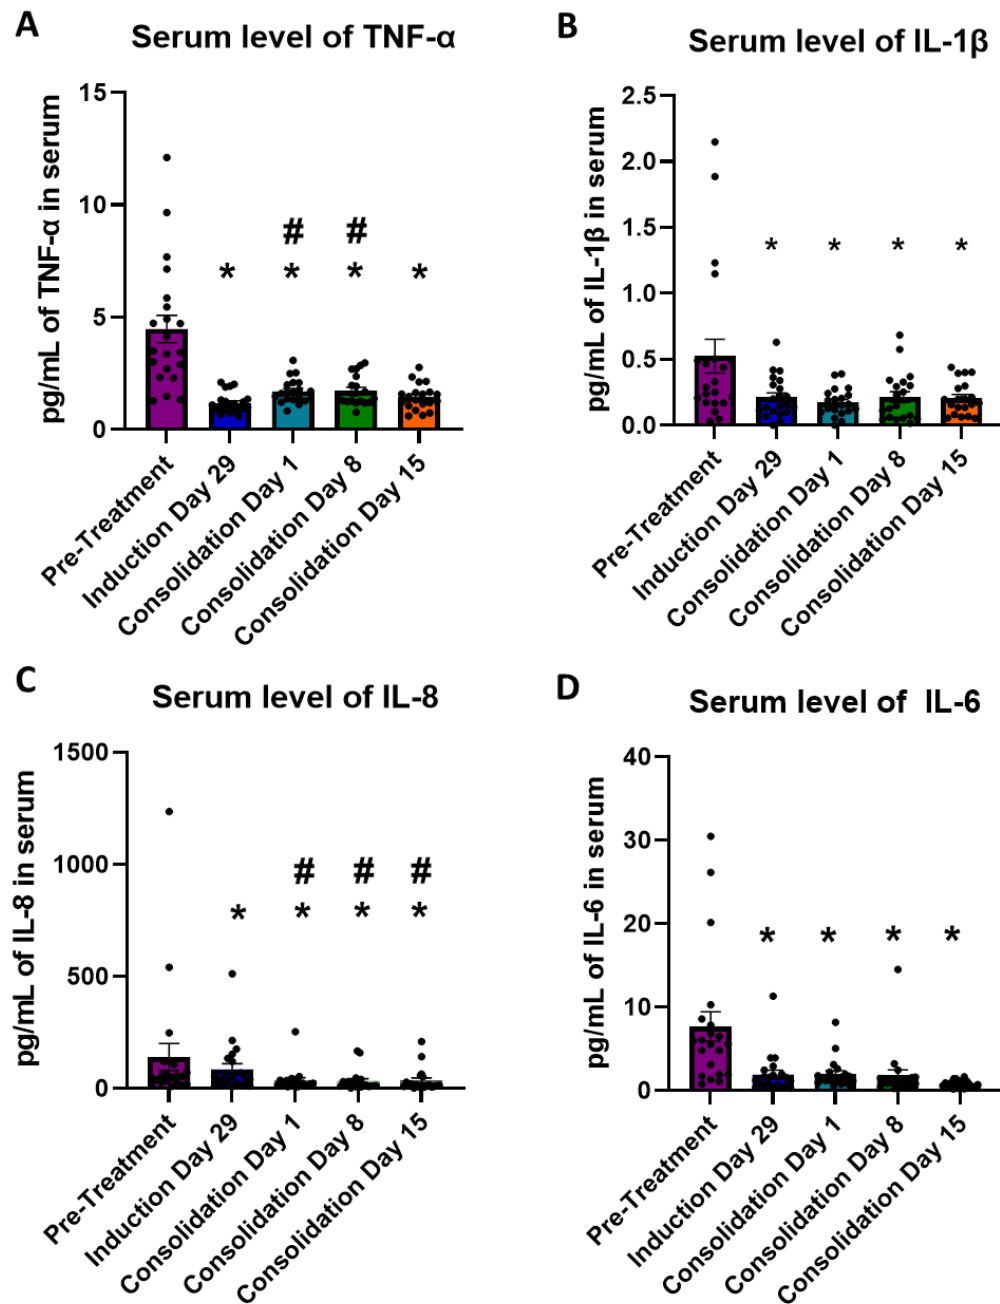 A
Serum level of TNF-α
pg/mL of TNF-α in serum
15
10
5
0
#
#
*
*
*
*
Pre-Treatment
Induction Day 29
Consolidation Day 1
Consolidation Day 8
Consolidation Day 15
B
Serum level of IL-1β
pg/mL of IL-1β in serum
2.5
2.0
1.5
1.0
0.5
0.0
*
*
*
*
Pre-Treatment
Induction Day 29
Consolidation Day 1
Consolidation Day 8
Consolidation Day 15
C
Serum level of IL-8
pg/mL of IL-8 in serum
1500
1000
500
0
#
#
#
*
*
*
*
Pre-Treatment
Induction Day 29
Consolidation Day 1
Consolidation Day 8
Consolidation Day 15
D
Serum level of  IL-6
pg/mL of IL-6 in serum
40
30
20
10
0
*
*
*
*
Pre-Treatment
Induction Day 29
Consolidation Day 1
Consolidation Day 8
Consolidation Day 15